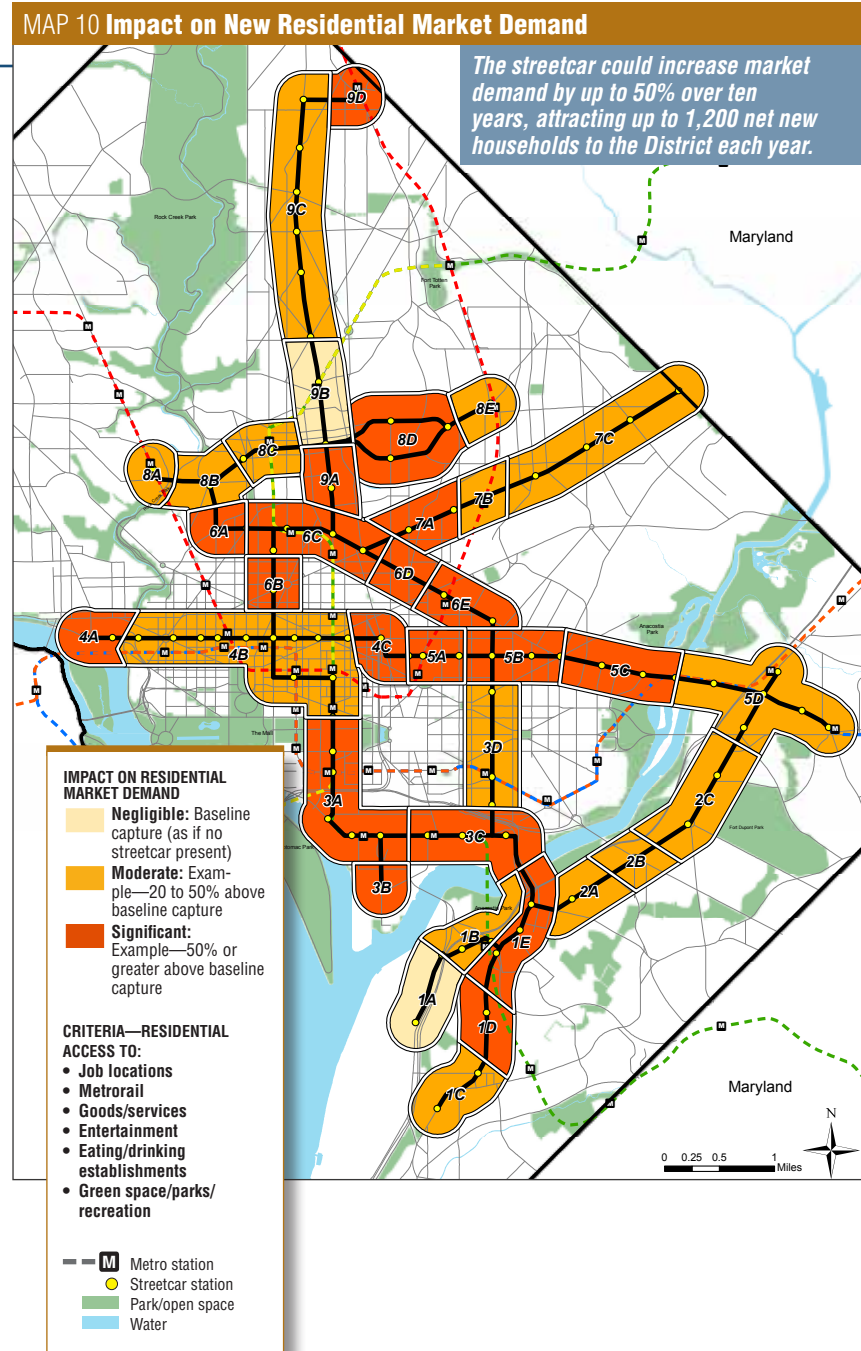 MAP 10 Impact on New Residential Market Demand
The streetcar could increase market
demand by up to 50% over ten
years, attracting up to 1,200 net new
households to the District each year.
9D
M
9C
Rock Creek Park
M
Maryland
M
Fort Totten
Park
M
M
9B
8E
7C
8D
M
8C
8A
8B
9A
7B
7A
6A
6C
M
M
6D
6B
M
6E
M
M
Anacostia
Park
4A
4B
4C
5A
5B
5C
5D
M
M
M
M
The Mall
3D
M
3A
M
M
M
M
2C
Fort Dupont Park
3C
3B
2B
2A
1B
1E
1A
1D
1C
M
M
M
Maryland
N
0 0.25 0.5 1
Miles
IMPACT ON RESIDENTIAL
MARKET DEMAND
Negligible: Baseline
capture (as if no
streetcar present)
Moderate: Exam-
ple—20 to 50% above
baseline capture
Significant:
Example—50% or
greater above baseline
capture
CRITERIA—RESIDENTIAL
ACCESS TO:
• Job locations
• Metrorail
• Goods/services
• Entertainment
• Eating/drinking
establishments
• Green space/parks/
recreation
M Metro station
Streetcar station
Park/open space
Water